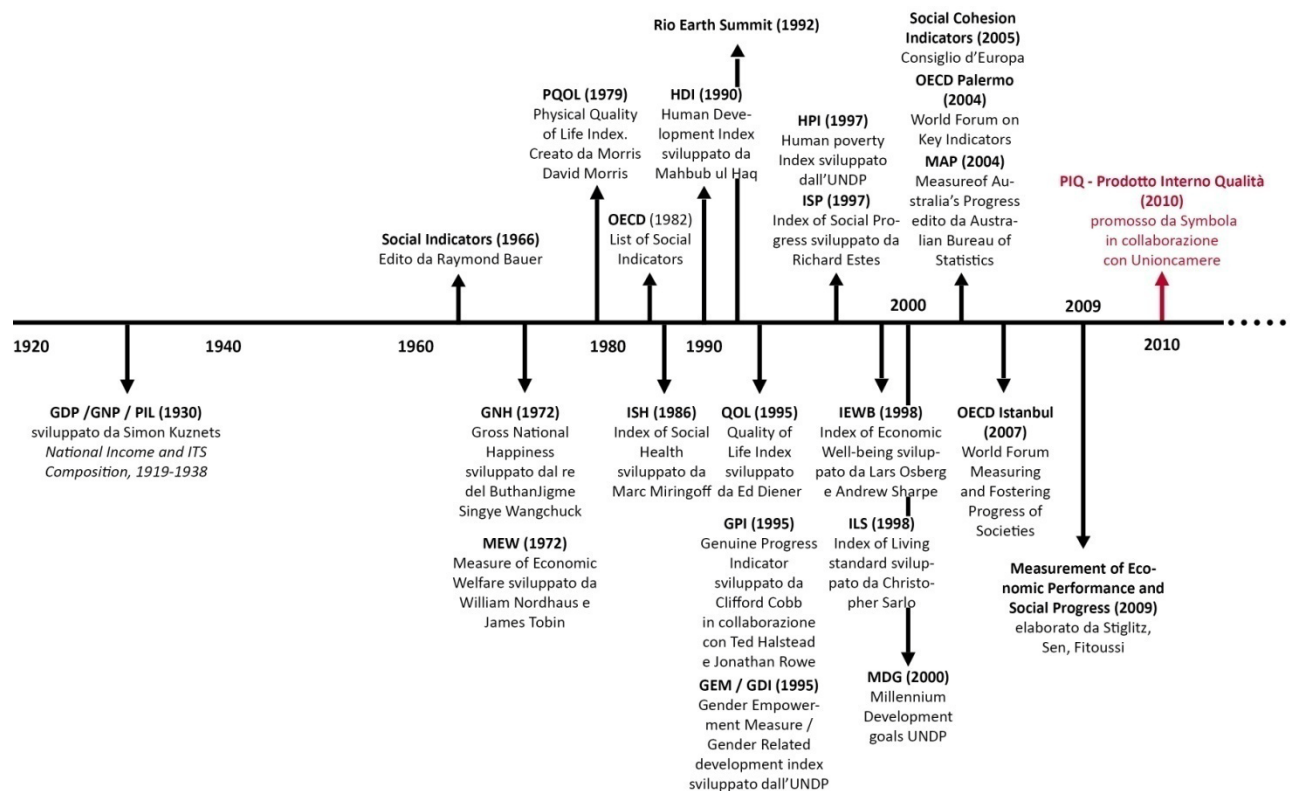 Rio Earth Summit (1992)
Social Cohesion
Indicators (2005)
Consiglio d'Europa
OECD Palermo
(2004)
World Forum on
Key Indicators
MAP (2004)
Measureof Au-
stralia's Progress
edito da Austra-
lian Bureau of
Statistics
PQOL (1979)
Physical Quality
of Life Index.
Creato da Morris
David Morris
HDI (1990)
Human Deve-
lopment Index
sviluppato da
Mahbub ul Haq
HPI (1997)
Human poverty
Index sviluppato
dall'UNDP
ISP (1997)
Index of Social Pro-
gress sviluppato da
Richard Estes
PIQ - Prodotto Interno Qualità
(2010)
promosso da Symbola
in collaborazione
con Unioncamere
Social Indicators (1966)
Edito da Raymond Bauer
OECD (1982)
List of Social
Indicators
2000
2009
1920
1940
1960
1980
1990
2010
GDP /GNP / PIL (1930)
sviluppato da Simon Kuznets
National Income and ITS
Composition, 1919-1938
GNH (1972)
Gross National
Happiness
sviluppato dal re
del ButhanJigme
Singye Wangchuck
MEW (1972)
Measure of Economic
Welfare sviluppato da
William Nordhaus e
James Tobin
ISH (1986)
Index of Social
Health
sviluppato da
Marc Miringoff
QOL (1995)
Quality of
Life Index
sviluppato
da Ed Diener
GPI (1995)
Genuine Progress
Indicator
sviluppato da
Clifford Cobb
in collaborazione
con Ted Halstead
e Jonathan Rowe
GEM / GDI (1995)
Gender Empower-
ment Measure /
Gender Related
development index
sviluppato dall'UNDP
IEWB (1998)
Index of Economic
Well-being svilup-
pato da Lars Osberg
e Andrew Sharpe
ILS (1998)
Index of Living
standard svilup-
pato da Christo-
pher Sarlo
MDG (2000)
Millennium
Development
goals UNDP
OECD Istanbul
(2007)
World Forum
Measuring
and Fostering
Progress of
Societies
Measurement of Eco-
nomic Performance and
Social Progress (2009)
elaborato da Stiglitz,
Sen, Fitoussi